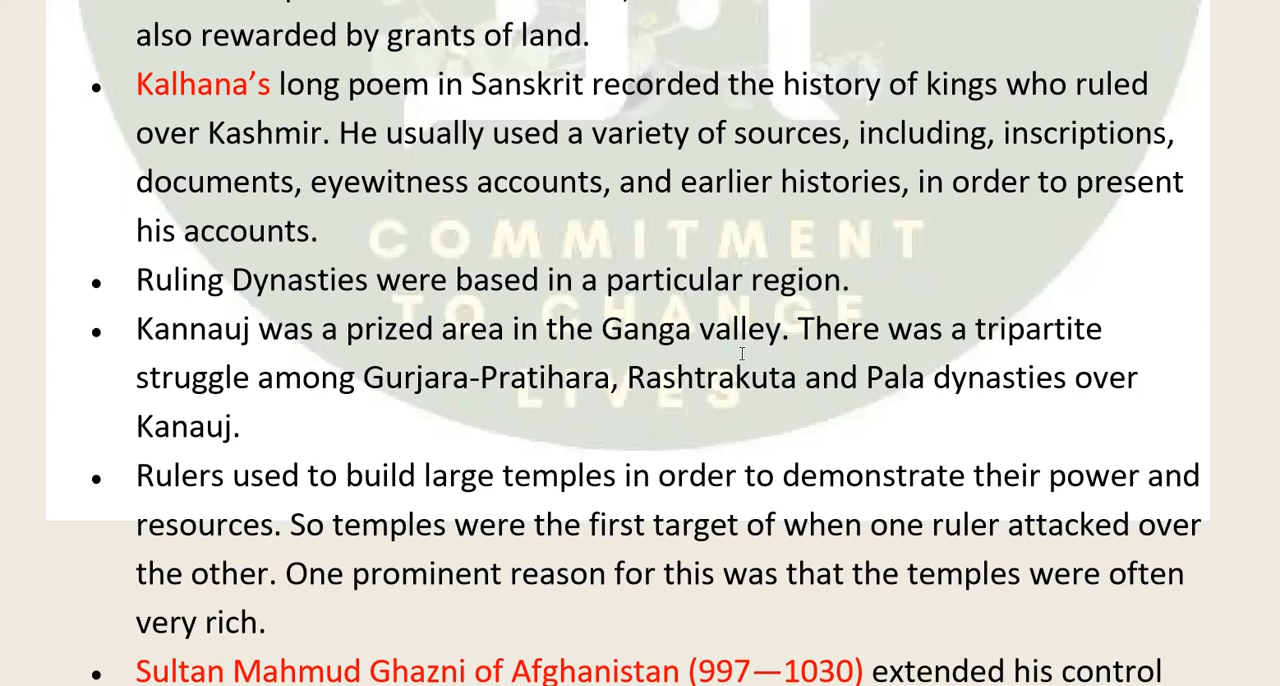 also rewarded by grants of land.
• Kalhana’s long poem in Sanskrit recorded the history of kings who ruled
over Kashmir. He usually used a variety of sources, including, inscriptions,
documents, eyewitness accounts, and earlier histories, in order to present
his accounts.
COMMITMENT
• Ruling Dynasties were based in a particular region.
TO CHANGE
• Kannauj was a prized area in the Ganga valley. There was a tripartite
struggle among Gurjara-Pratihara, Rashtrakuta and Pala dynasties over
LIVES
Kanauj.
• Rulers used to build large temples in order to demonstrate their power and
resources. So temples were the first target of when one ruler attacked over
the other. One prominent reason for this was that the temples were often
very rich.
• Sultan Mahmud Ghazni of Afghanistan (997—1030) extended his control